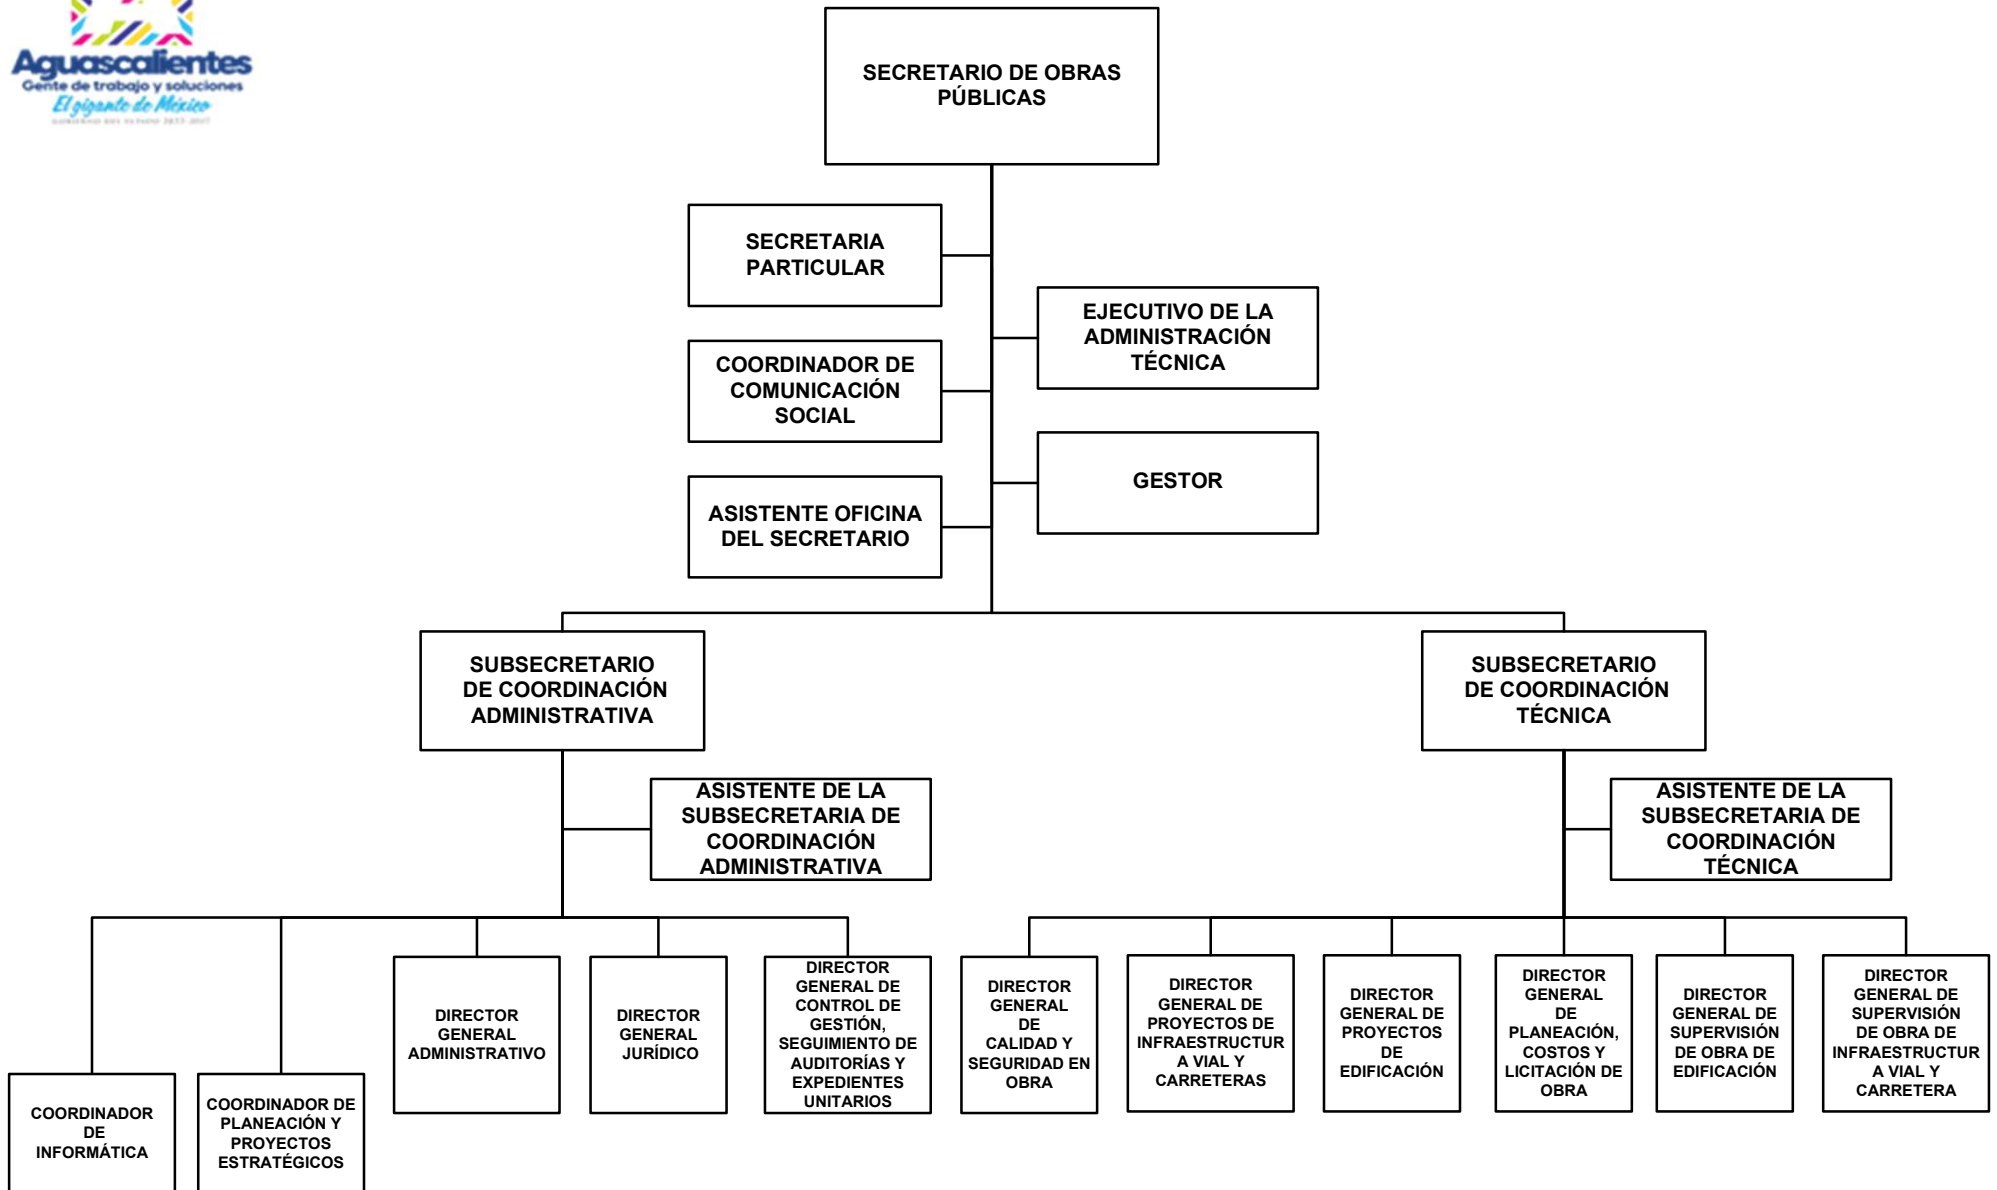 Aguascalientes
Gente de trabajo y soluciones
El gigante de México
SECRETARIO DE OBRAS
PÚBLICAS
SECRETARIA
PARTICULAR
EJECUTIVO DE LA
ADMINISTRACIÓN
TÉCNICA
COORDINADOR DE
COMUNICACIÓN
SOCIAL
GESTOR
ASISTENTE OFICINA
DEL SECRETARIO
SUBSECRETARIO
DE COORDINACIÓN
ADMINISTRATIVA
SUBSECRETARIO
DE COORDINACIÓN
TÉCNICA
ASISTENTE DE LA
SUBSECRETARIA DE
COORDINACIÓN
ADMINISTRATIVA
ASISTENTE DE LA
SUBSECRETARIA DE
COORDINACIÓN
TÉCNICA
COORDINADOR
DE
INFORMÁTICA
COORDINADOR DE
PLANEACIÓN Y
PROYECTOS
ESTRATÉGICOS
DIRECTOR
GENERAL
ADMINISTRATIVO
DIRECTOR
GENERAL
JURÍDICO
DIRECTOR
GENERAL DE
CONTROL DE
GESTIÓN,
SEGUIMIENTO DE
AUDITORÍAS Y
EXPEDIENTES
UNITARIOS
DIRECTOR
GENERAL
DE
CALIDAD Y
SEGURIDAD EN
OBRA
DIRECTOR
GENERAL DE
PROYECTOS DE
INFRAESTRUCTUR
A VIAL Y
CARRETERAS
DIRECTOR
GENERAL DE
PROYECTOS
DE
EDIFICACIÓN
DIRECTOR
GENERAL
DE
PLANEACIÓN,
COSTOS Y
LICITACIÓN DE
OBRA
DIRECTOR
GENERAL DE
SUPERVISIÓN
DE OBRA DE
EDIFICACIÓN
DIRECTOR
GENERAL DE
SUPERVISIÓN
DE OBRA DE
INFRAESTRUCTUR
A VIAL Y
CARRETERA